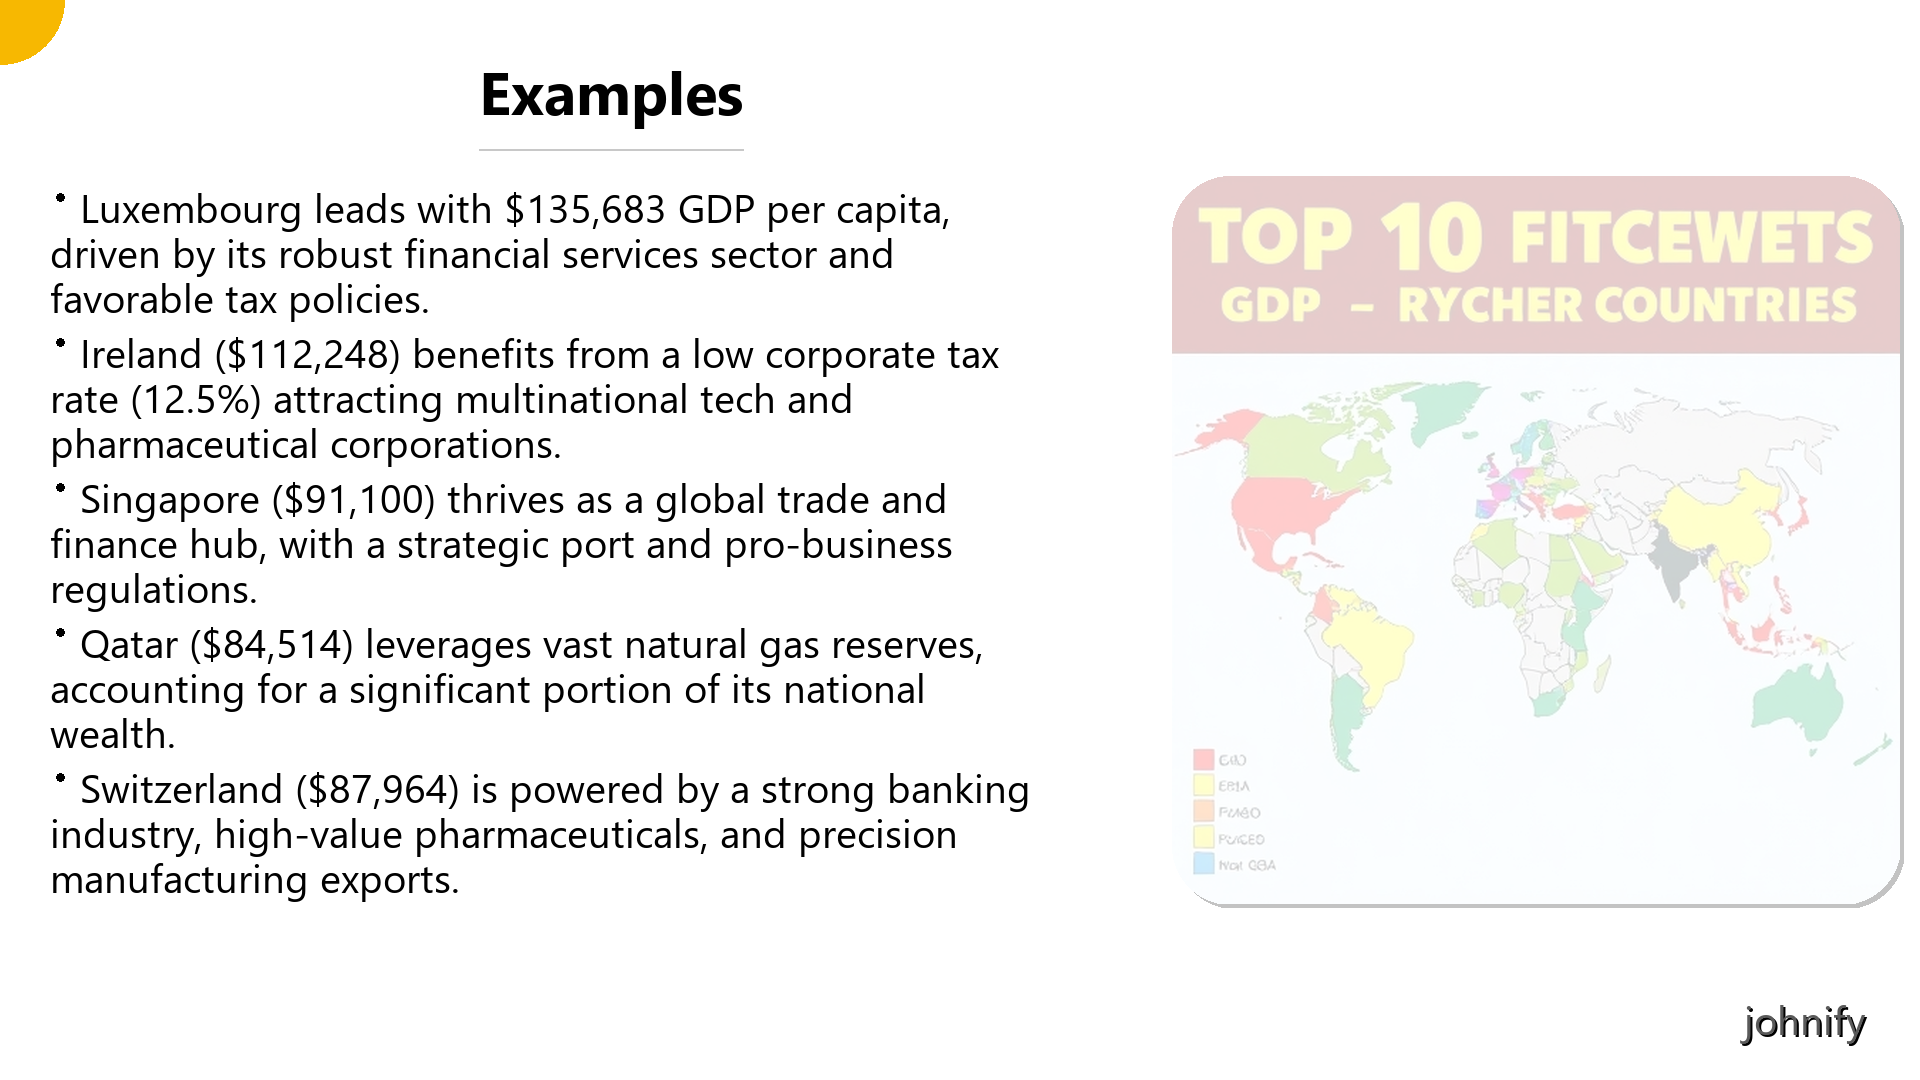 Examples
• Luxembourg leads with $135,683 GDP per capita,
driven by its robust financial services sector and
favorable tax policies.
• Ireland ($112,248) benefits from a low corporate tax
rate (12.5%) attracting multinational tech and
pharmaceutical corporations.
• Singapore ($91,100) thrives as a global trade and
finance hub, with a strategic port and pro-business
regulations.
• Qatar ($84,514) leverages vast natural gas reserves,
accounting for a significant portion of its national
wealth.
• Switzerland ($87,964) is powered by a strong banking
industry, high-value pharmaceuticals, and precision
manufacturing exports.
TOP 10 FITCEWETS
GDP – RYCHER COUNTRIES
johnify